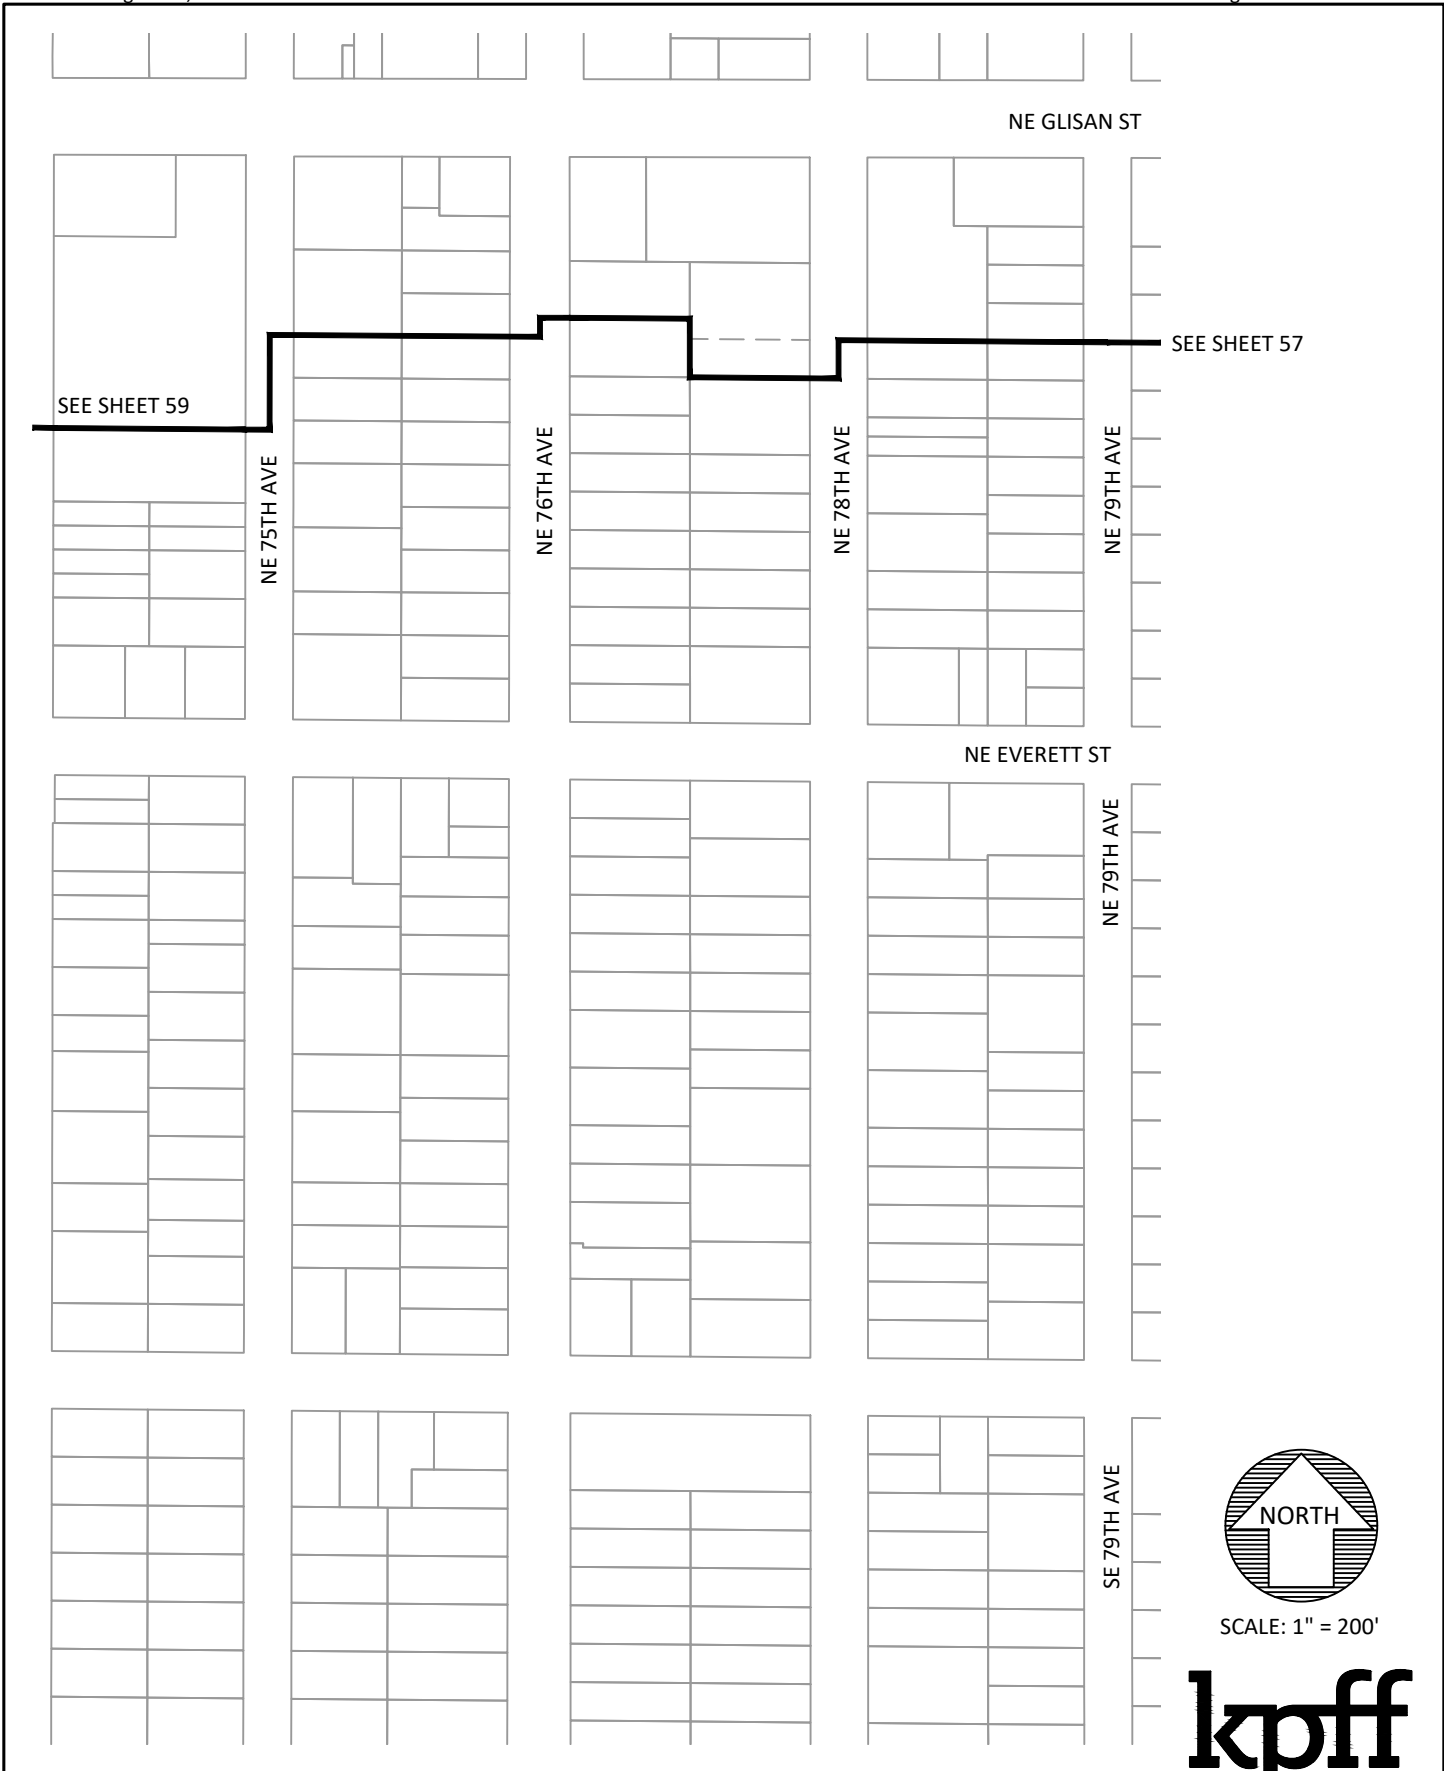 NE GLISAN ST
SEE SHEET 57
SEE SHEET 59
NE 75TH AVE
NE 76TH AVE
NE 78TH AVE
NE 79TH AVE
NE EVERETT ST
NE 79TH AVE
SE 79TH AVE
NORTH
SCALE: 1" = 200'
kpff